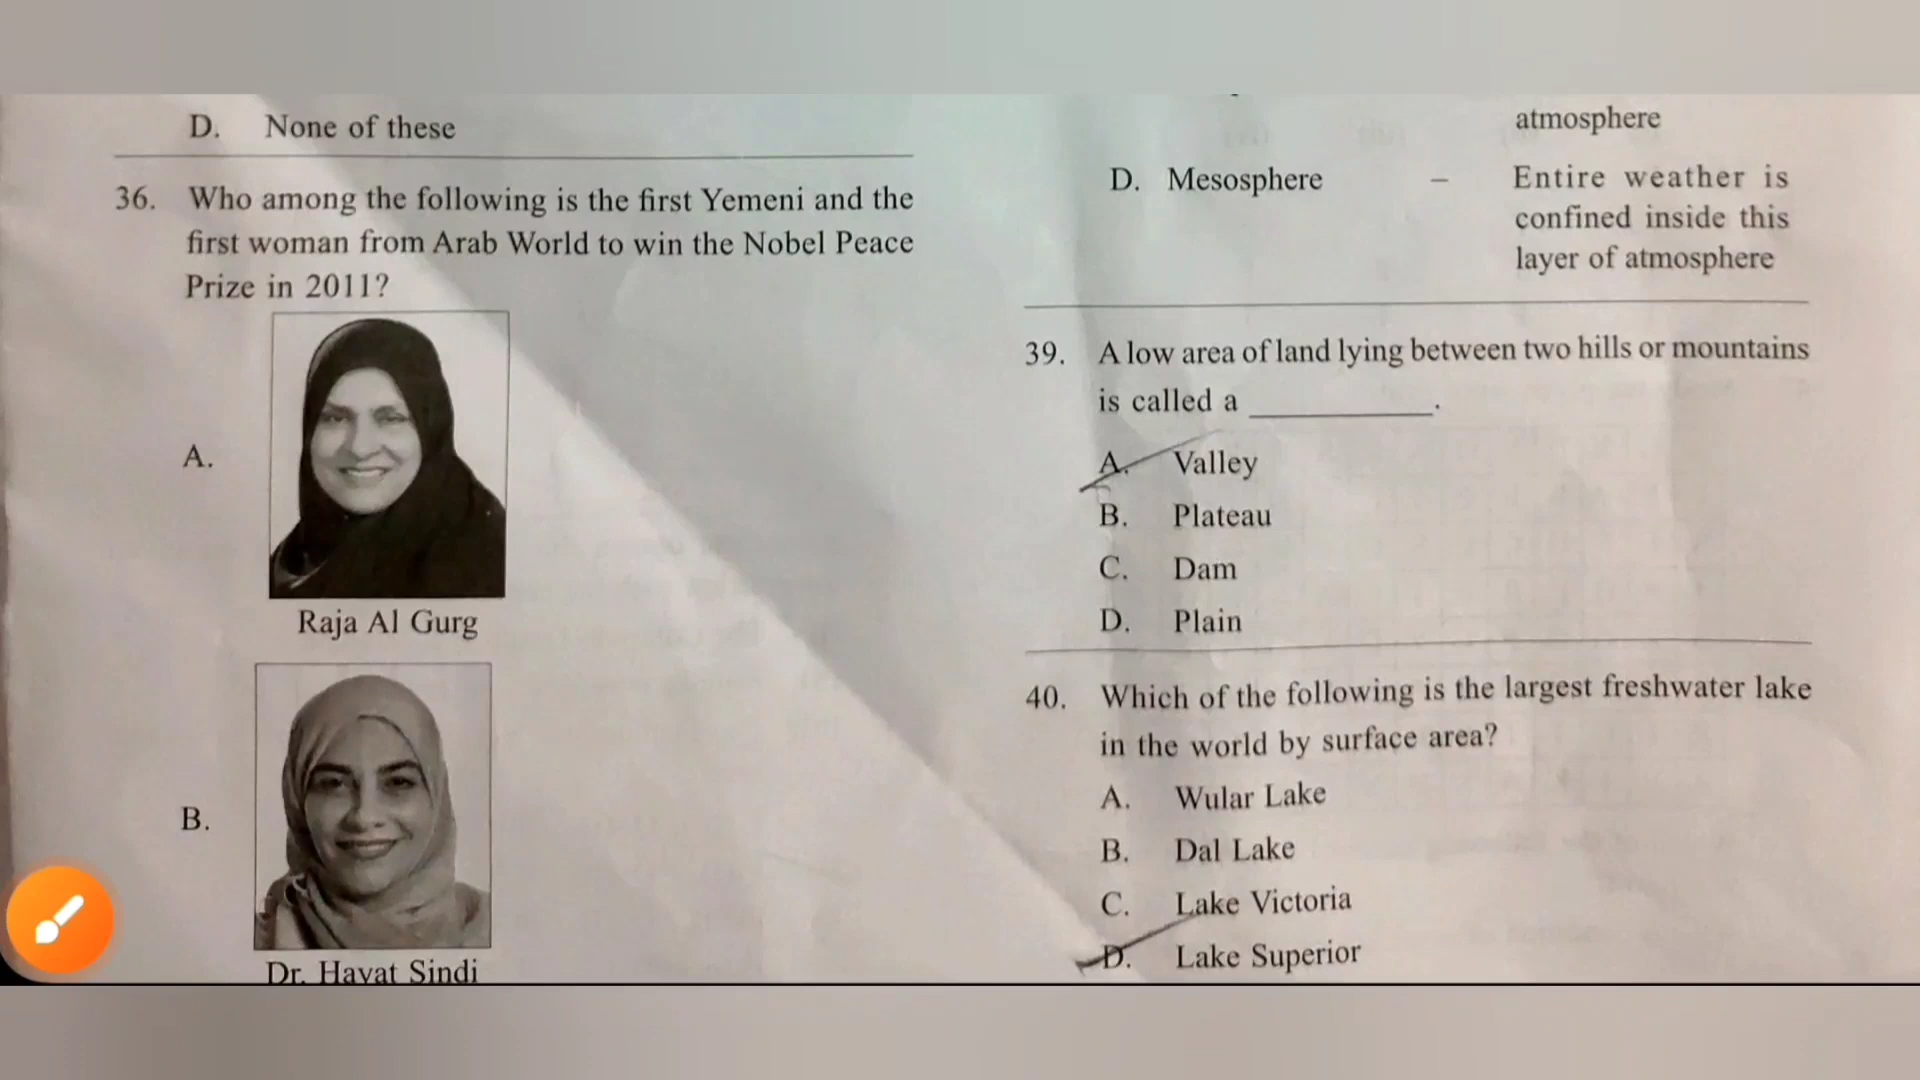 D. None of these
36. Who among the following is the first Yemeni and the
first woman from Arab World to win the Nobel Peace
Prize in 2011?
A.
Raja Al Gurg
B.
Dr. Hayat Sindi
atmosphere
D. Mesosphere – Entire weather is
confined inside this
layer of atmosphere
39. A low area of land lying between two hills or mountains
is called a ____________.
A. Valley
B. Plateau
C. Dam
D. Plain
40. Which of the following is the largest freshwater lake
in the world by surface area?
A. Wular Lake
B. Dal Lake
C. Lake Victoria
D. Lake Superior